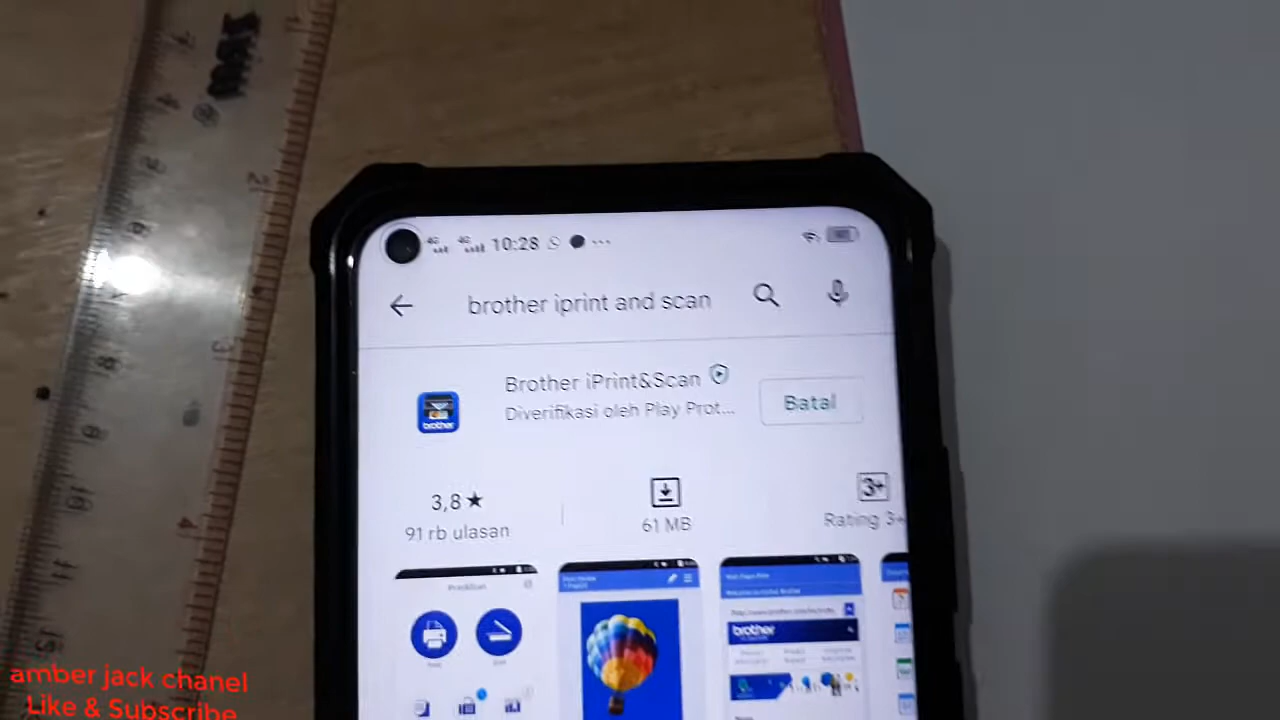 10:28
brother iprint and scan
Brother iPrint&Scan
Diverifikasi oleh Play Prot...
Batal
brother
3,8★
91 rb ulasan
61 MB
3+
Rating 3+
brother
amber jack chanel
Like & Subscribe